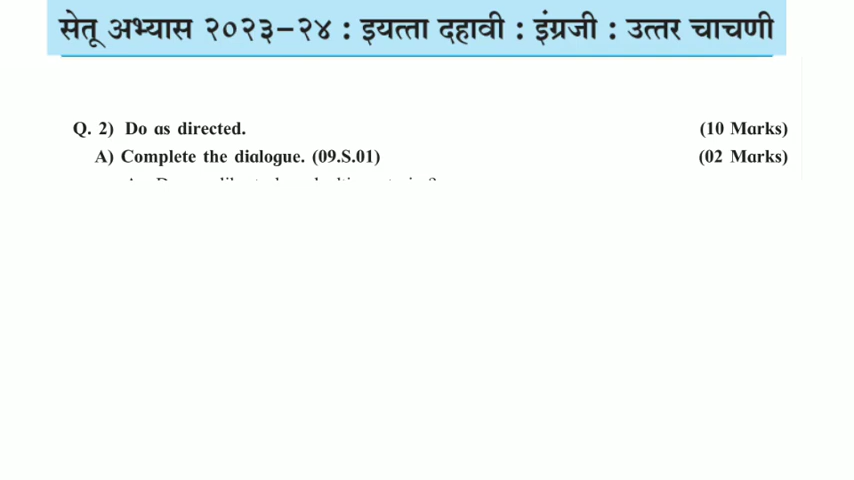 सेतू अभ्यास २०२३-२४ : इयत्ता दहावी : इंग्रजी : उत्तर चाचणी
Q. 2) Do as directed. (10 Marks)
A) Complete the dialogue. (09.S.01) (02 Marks)